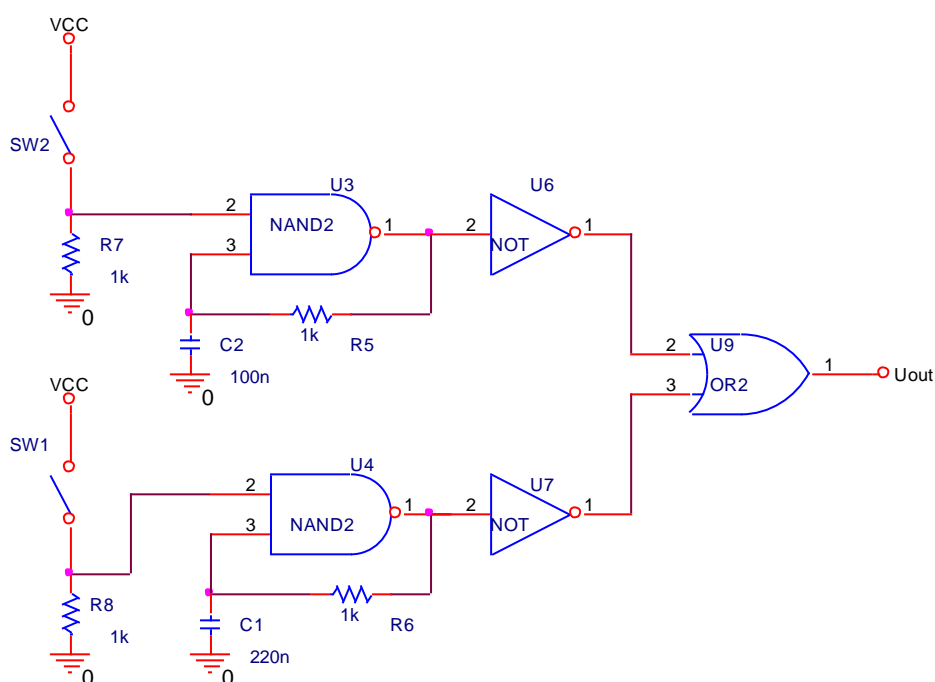 VCC
SW2
R7
1k
0
2
3
U3
NAND2
1
1k
R5
C2
100n
0
2
U6
NOT
1
VCC
SW1
R8
1k
0
2
3
U4
NAND2
1
1k
R6
C1
220n
0
2
U7
NOT
1
2
3
U9
OR2
1
Uout